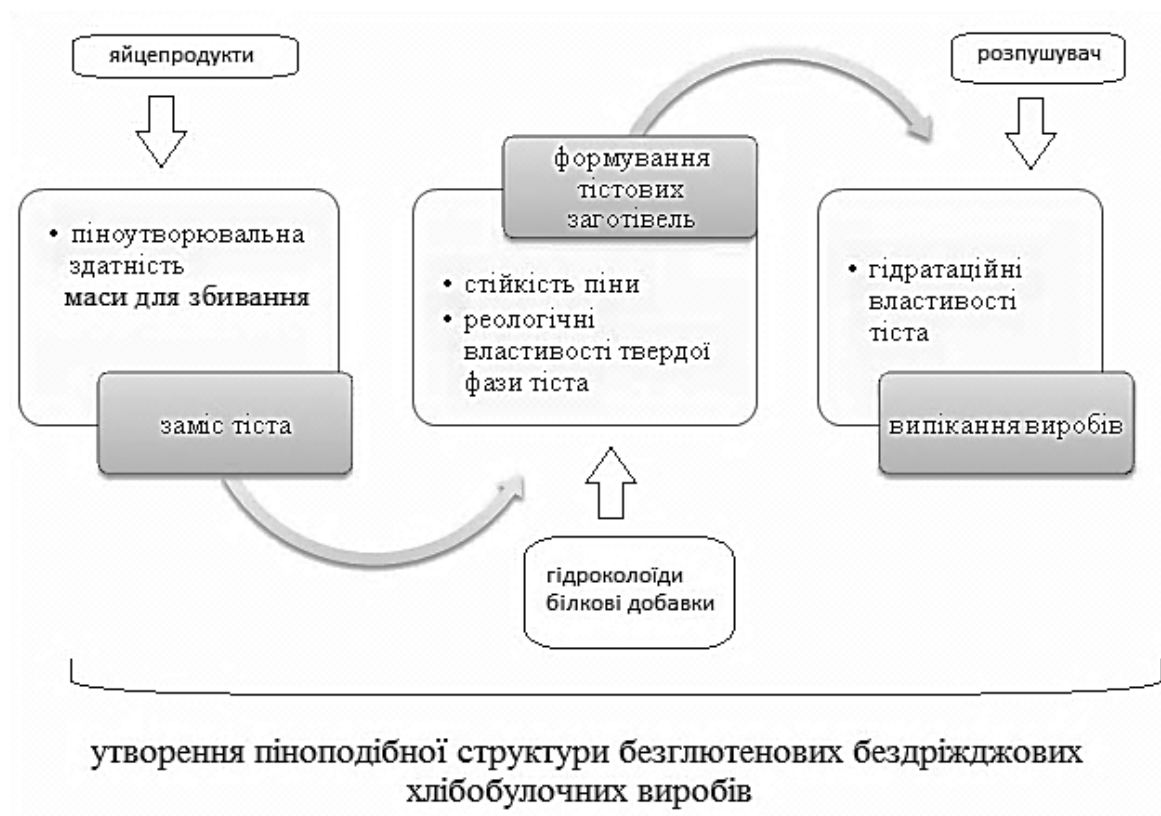 яйцепродукти
• піноутворювальна
здатність
маси для збивання
заміс тіста
формування
тістових
заготівель
• стійкість піни
• реологічні
властивості твердої
фази тіста
гідроколоїди
білкові добавки
розпушувач
• гідратаційні
властивості
тіста
випікання виробів
утворення піноподібної структури безглютенових бездріжджових
хлібобулочних виробів